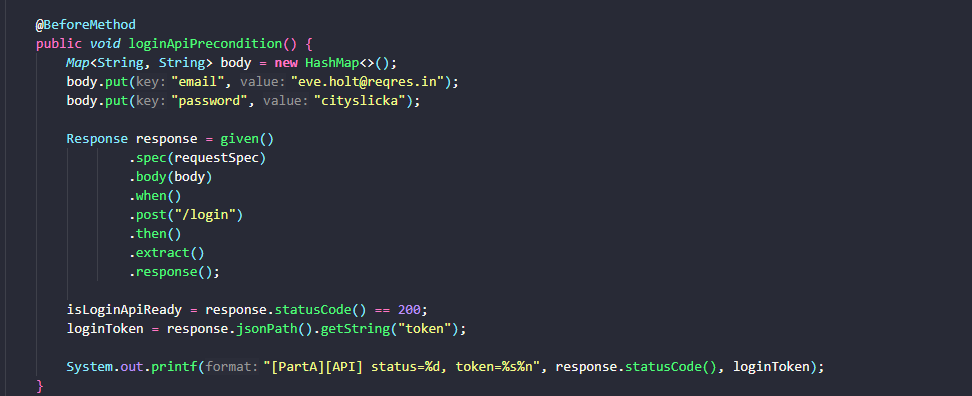 @BeforeMethod
public void loginApiPrecondition() {
Map<String, String> body = new HashMap<>();
body.put(key: "email", value: "eve.holt@reqres.in");
body.put(key: "password", value: "cityslicka");
Response response = given()
.spec(requestSpec)
.body(body)
.when()
.post("/login")
.then()
.extract()
.response();
isLoginApiReady = response.statusCode() == 200;
loginToken = response.jsonPath().getString("token");
System.out.printf(format: "[PartA][API] status=%d, token=%s%n", response.statusCode(), loginToken);
}